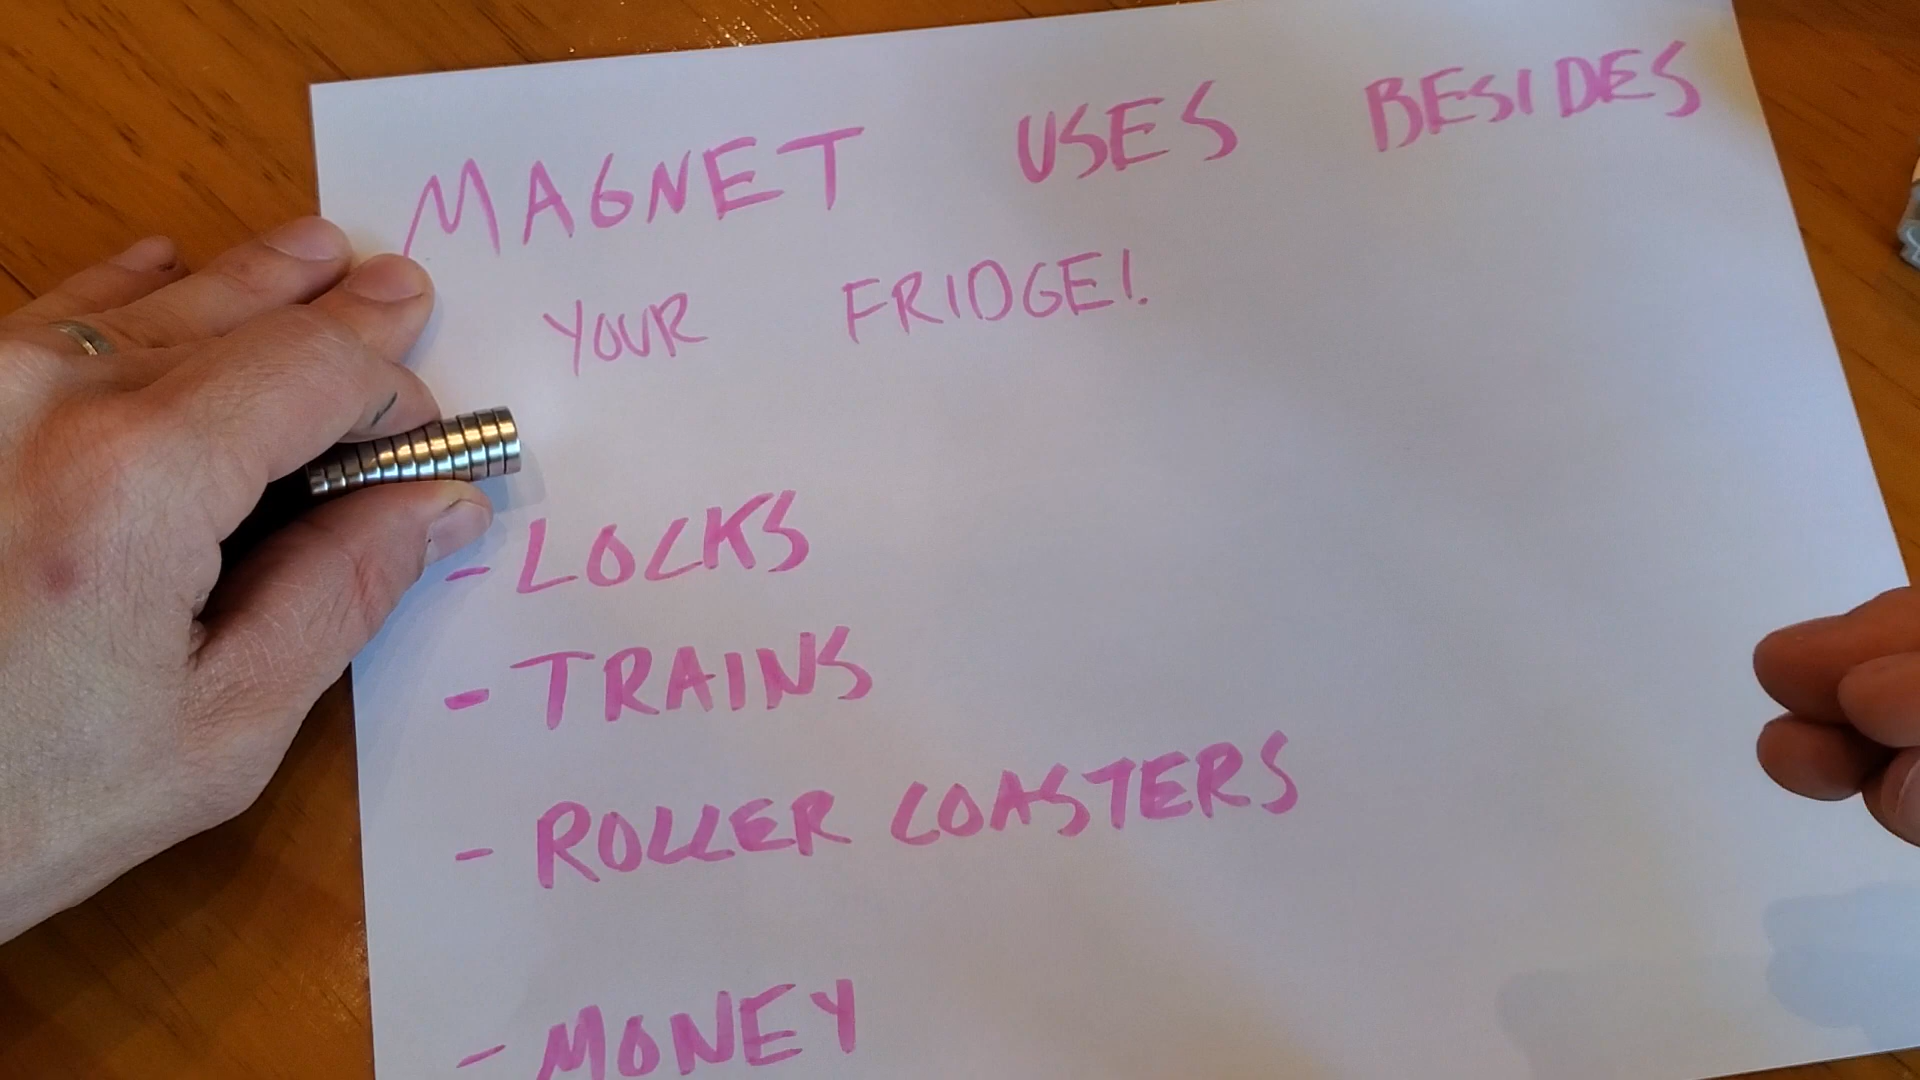 MAGNET USES BESIDES
YOUR FRIDGE!
- LOCKS
- TRAINS
- ROLLER COASTERS
- MONEY